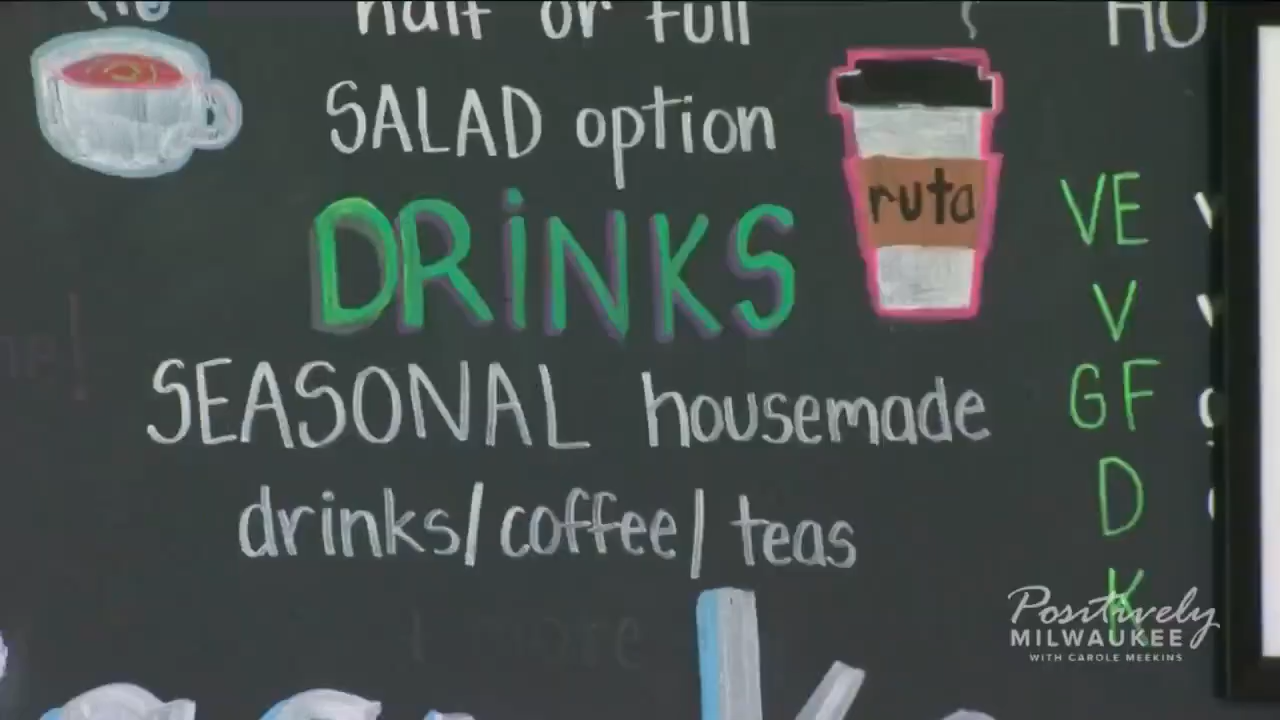 half or full
SALAD option
DRiNKS
ruta
SEASONAL housemade
drinks/coffee/ teas
VE
V
GF
D
K
Positively
MILWAUKEE
WITH CAROLE MEEKINS